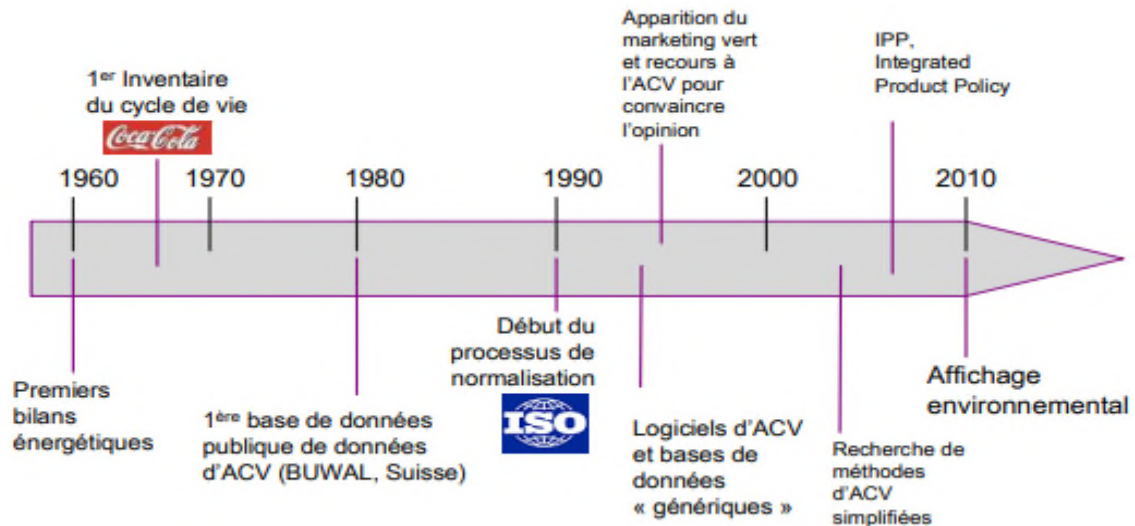 1er Inventaire
du cycle de vie
Coca-Cola
Apparition du
marketing vert
et recours à
l'ACV pour
convaincre
l'opinion
IPP,
Integrated
Product Policy
1960
1970
1980
1990
2000
2010
Premiers
bilans
énergétiques
1ère base de données
publique de données
d'ACV (BUWAL, Suisse)
Début du
processus de
normalisation
ISO
Logiciels d'ACV
et bases de
données
« génériques »
Recherche de
méthodes
d'ACV
simplifiées
Affichage
environnemental